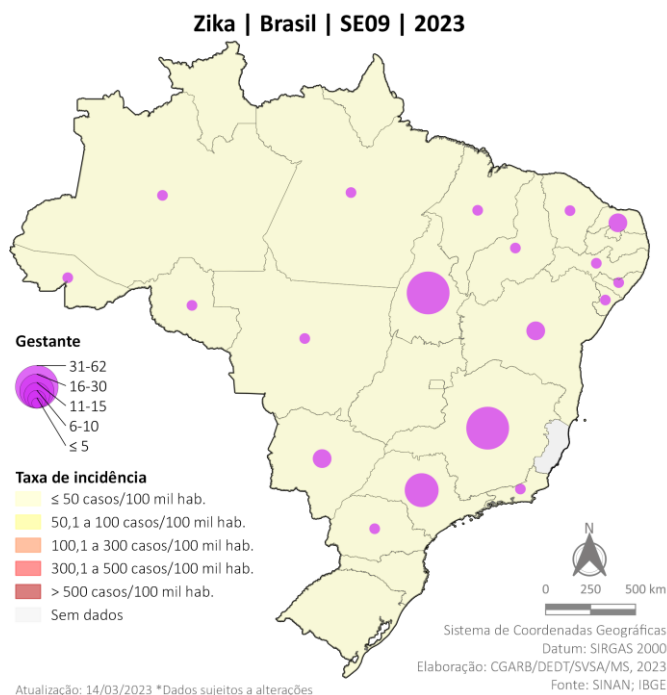 Zika | Brasil | SE09 | 2023
Gestante
31-62
16-30
11-15
6-10
≤ 5
Taxa de incidência
≤ 50 casos/100 mil hab.
50,1 a 100 casos/100 mil hab.
100,1 a 300 casos/100 mil hab.
300,1 a 500 casos/100 mil hab.
> 500 casos/100 mil hab.
Sem dados
N
0 250 500 km
Sistema de Coordenadas Geográficas
Datum: SIRGAS 2000
Elaboração: CGARB/DEDT/SVSA/MS, 2023
Fonte: SINAN; IBGE
Atualização: 14/03/2023 *Dados sujeitos a alterações